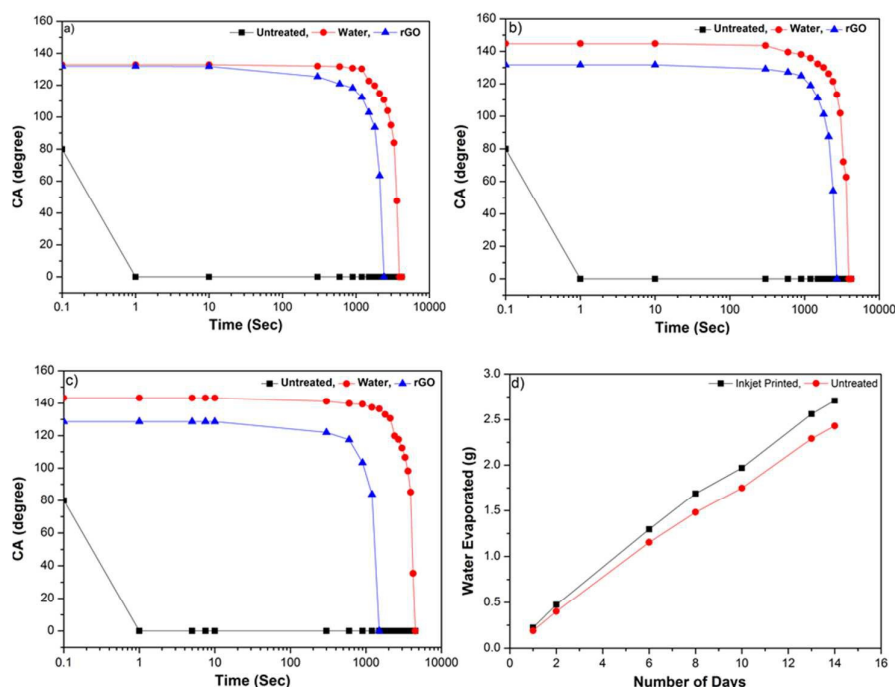 a)
Untreated, Water, rGO
160
140
120
100
80
60
40
20
0
CA (degree)
0.1 1 10 100 1000 10000
Time (Sec)
b)
Untreated, Water, rGO
160
140
120
100
80
60
40
20
0
CA (degree)
0.1 1 10 100 1000 10000
Time (Sec)
c)
Untreated, Water, rGO
160
140
120
100
80
60
40
20
0
CA (degree)
0.1 1 10 100 1000 10000
Time (Sec)
d)
Inkjet Printed, Untreated
3.0
2.5
2.0
1.5
1.0
0.5
0.0
Water Evaporated (g)
0 2 4 6 8 10 12 14 16
Number of Days